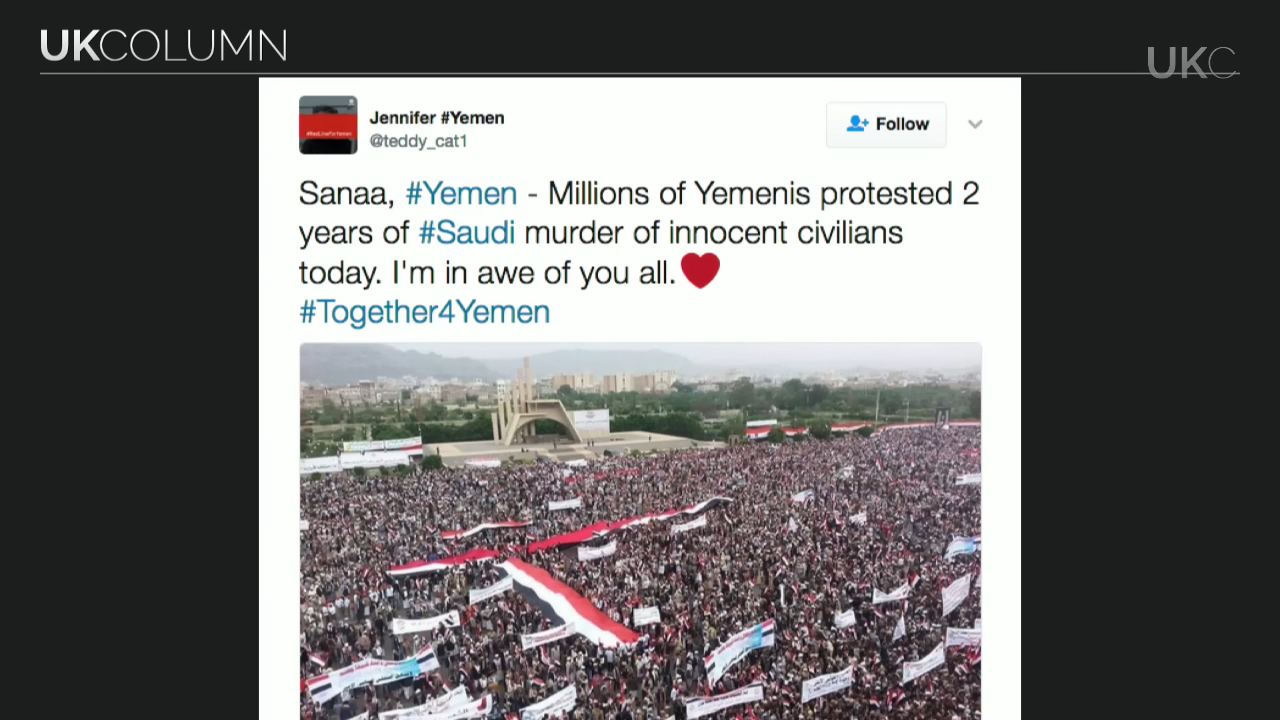 UKCOLUMN
UKC
Jennifer #Yemen
@teddy_cat1
Follow
Sanaa, #Yemen - Millions of Yemenis protested 2
years of #Saudi murder of innocent civilians
today. I'm in awe of you all.❤
#Together4Yemen